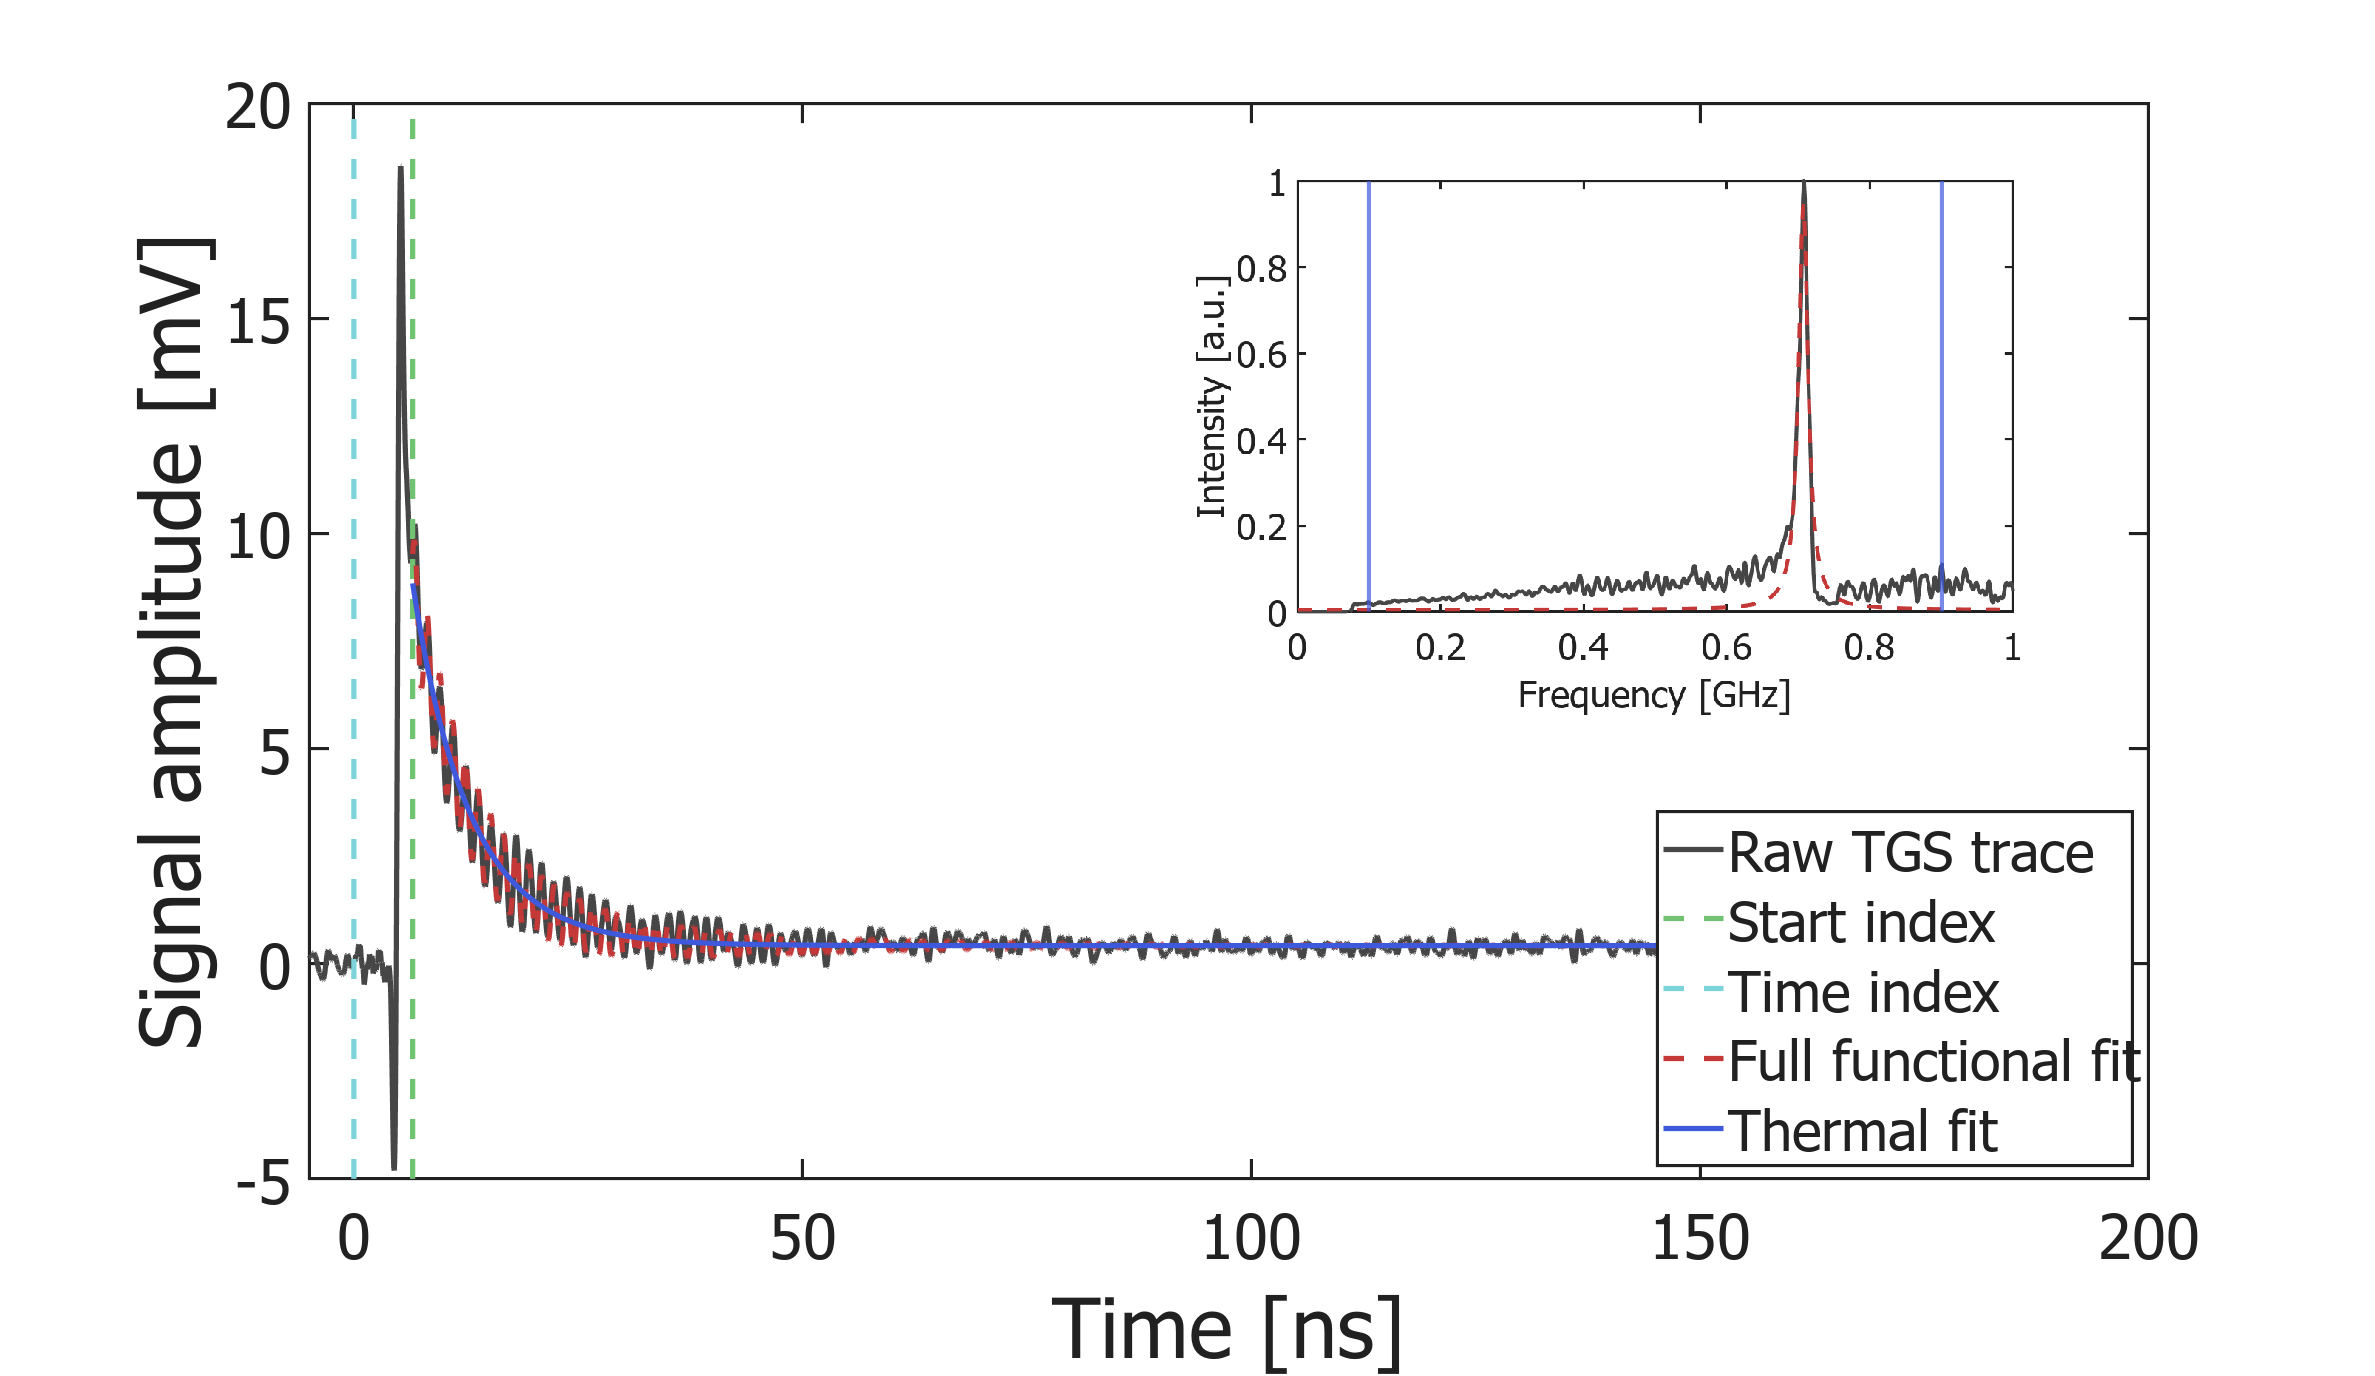 20
15
10
5
0
-5
Signal amplitude [mV]
0
50
100
150
200
Time [ns]
1
0.8
0.6
0.4
0.2
0
Intensity [a.u.]
0
0.2
0.4
0.6
0.8
1
Frequency [GHz]
Raw TGS trace
Start index
Time index
Full functional fit
Thermal fit